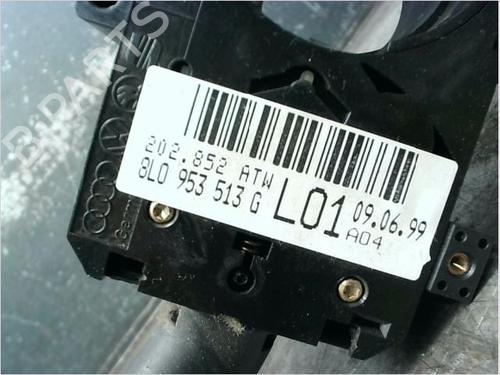 B-PARTS
202.852 ATW
8L0 953 513 G L01 09.06.99
A04